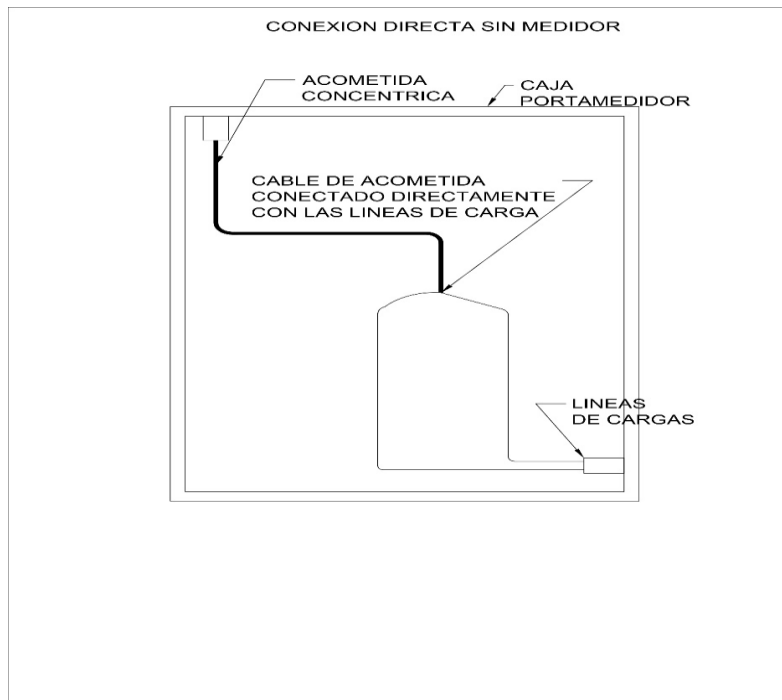 CONEXION DIRECTA SIN MEDIDOR
ACOMETIDA
CONCENTRICA
CAJA
PORTAMEDIDOR
CABLE DE ACOMETIDA
CONECTADO DIRECTAMENTE
CON LAS LINEAS DE CARGA
LINEAS
DE CARGAS